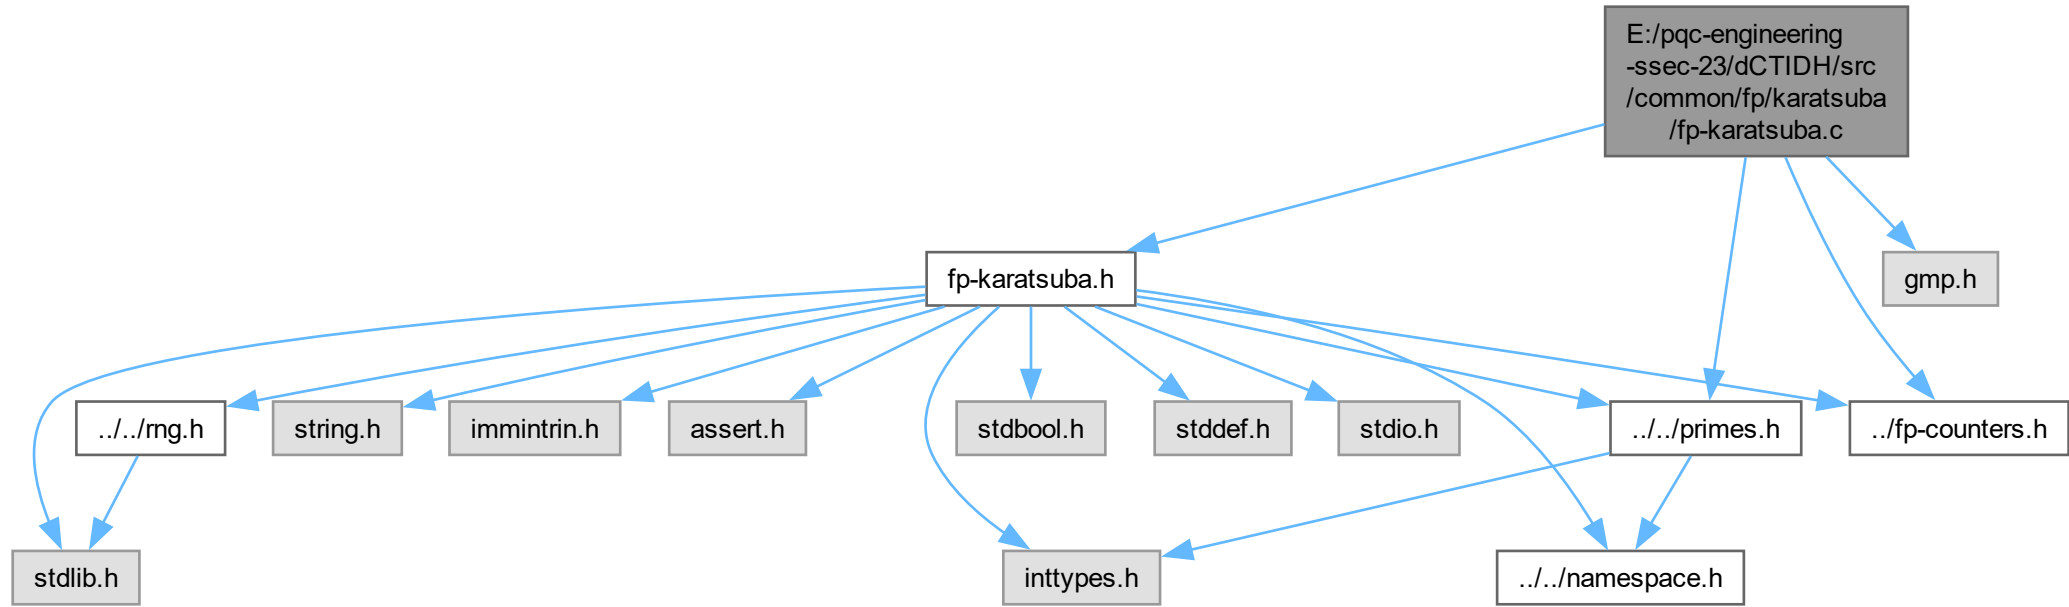 E:/pqc-engineering
-ssec-23/dCTIDH/src
/common/fp/karatsuba
/fp-karatsuba.c
fp-karatsuba.h
gmp.h
../../rng.h
string.h
immintrin.h
assert.h
stdbool.h
stddef.h
stdio.h
../../primes.h
../fp-counters.h
stdlib.h
inttypes.h
../../namespace.h